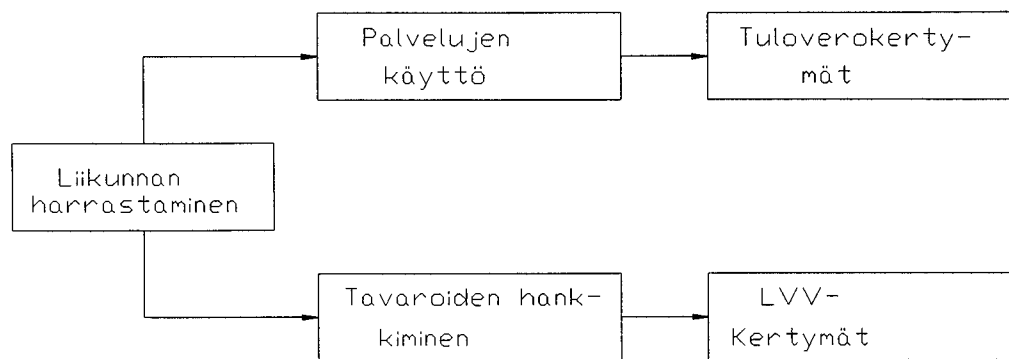 Palvelujen
käyttö
Tuloverokerty-
mät
Liikunnan
harrastaminen
Tavaroiden hank-
kiminen
LVV-
Kertymät